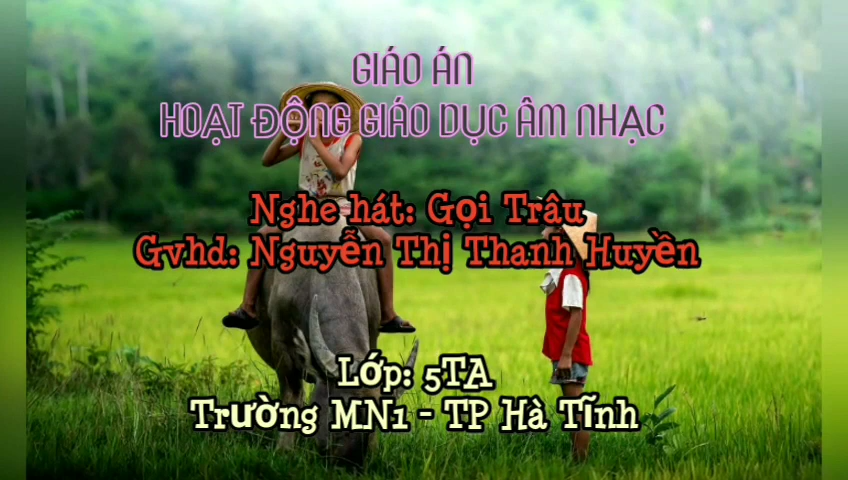 GIÁO ÁN
HOẠT ĐỘNG GIÁO DỤC ÂM NHẠC
Nghe hát: Gọi Trâu
Gvhd: Nguyễn Thị Thanh Huyền
Lớp: 5TA
Trường MN1 - TP Hà Tĩnh